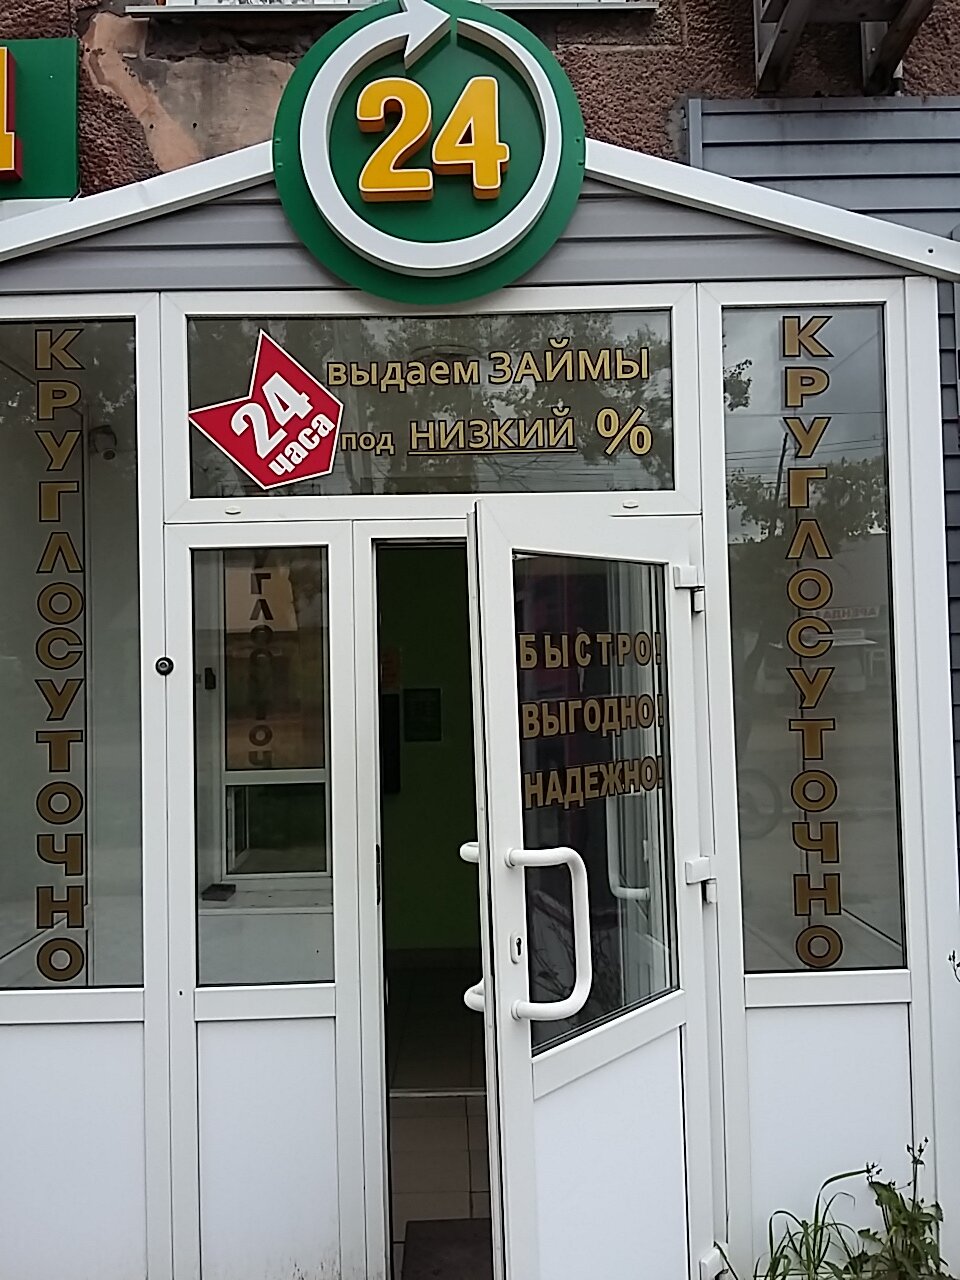 24
24
часа
выдаем ЗАЙМЫ
под НИЗКИЙ %
КРУГЛОСУТОЧНО
БЫСТРО!
ВЫГОДНО!
НАДЕЖНО!
КРУГЛОСУТОЧНО